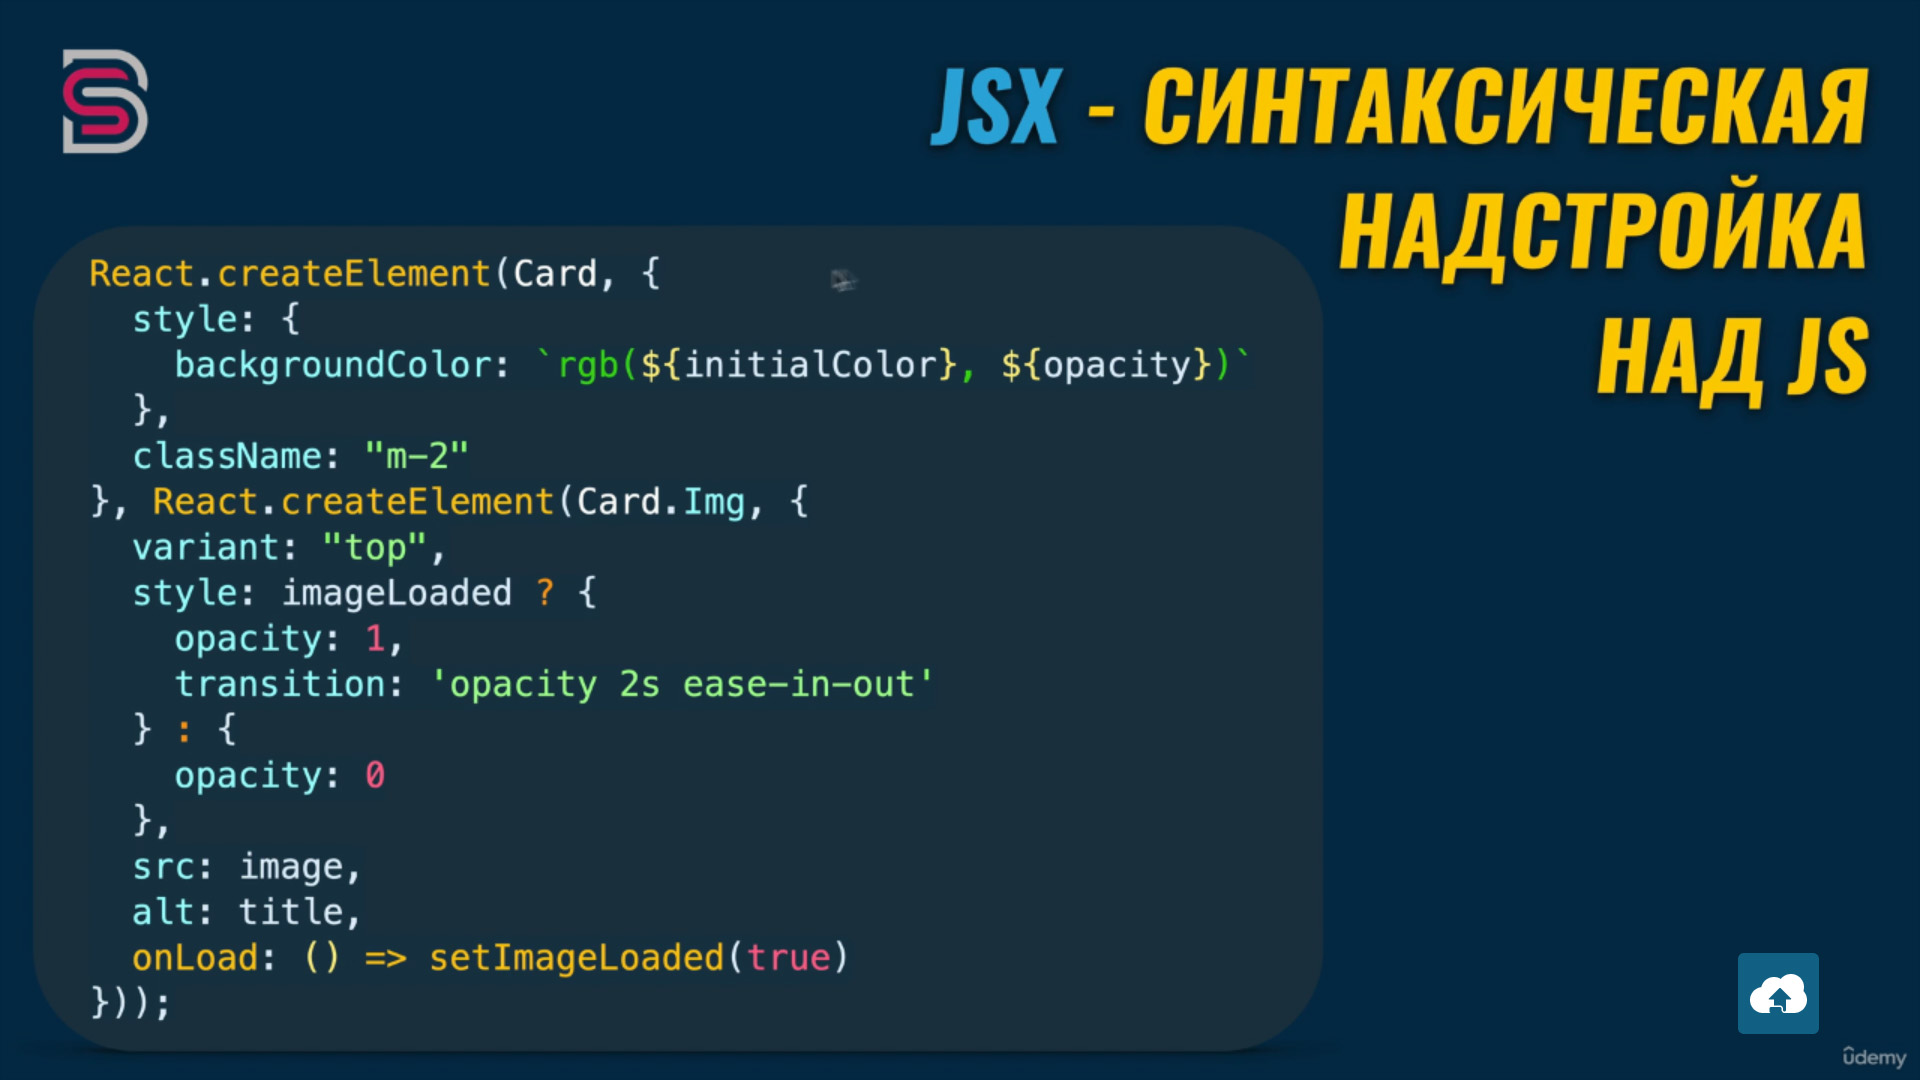 JSX - СИНТАКСИЧЕСКАЯ
НАДСТРОЙКА
НАД JS
React.createElement(Card, {
  style: {
    backgroundColor: `rgb(${initialColor}, ${opacity})`
  },
  className: "m-2"
}, React.createElement(Card.Img, {
  variant: "top",
  style: imageLoaded ? {
    opacity: 1,
    transition: 'opacity 2s ease-in-out'
  } : {
    opacity: 0
  },
  src: image,
  alt: title,
  onLoad: () => setImageLoaded(true)
}));
ûdemy